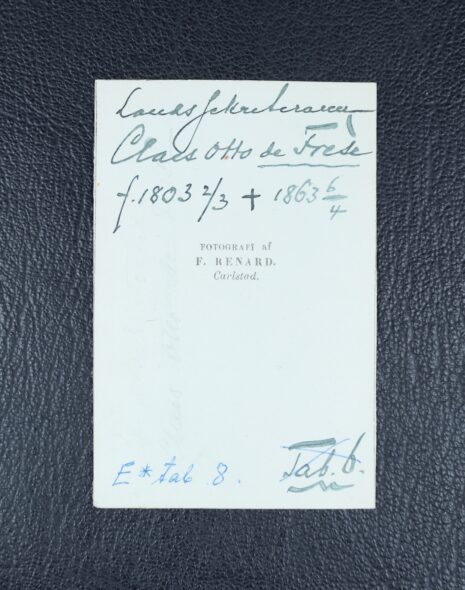 Landssekreteraren
Claes Otto de Frese
f. 1803 2/3 + 1863 6/4
FOTOGRAFI af
F. RENARD.
Carlstad.
E* tab 8.
Tab. 6.